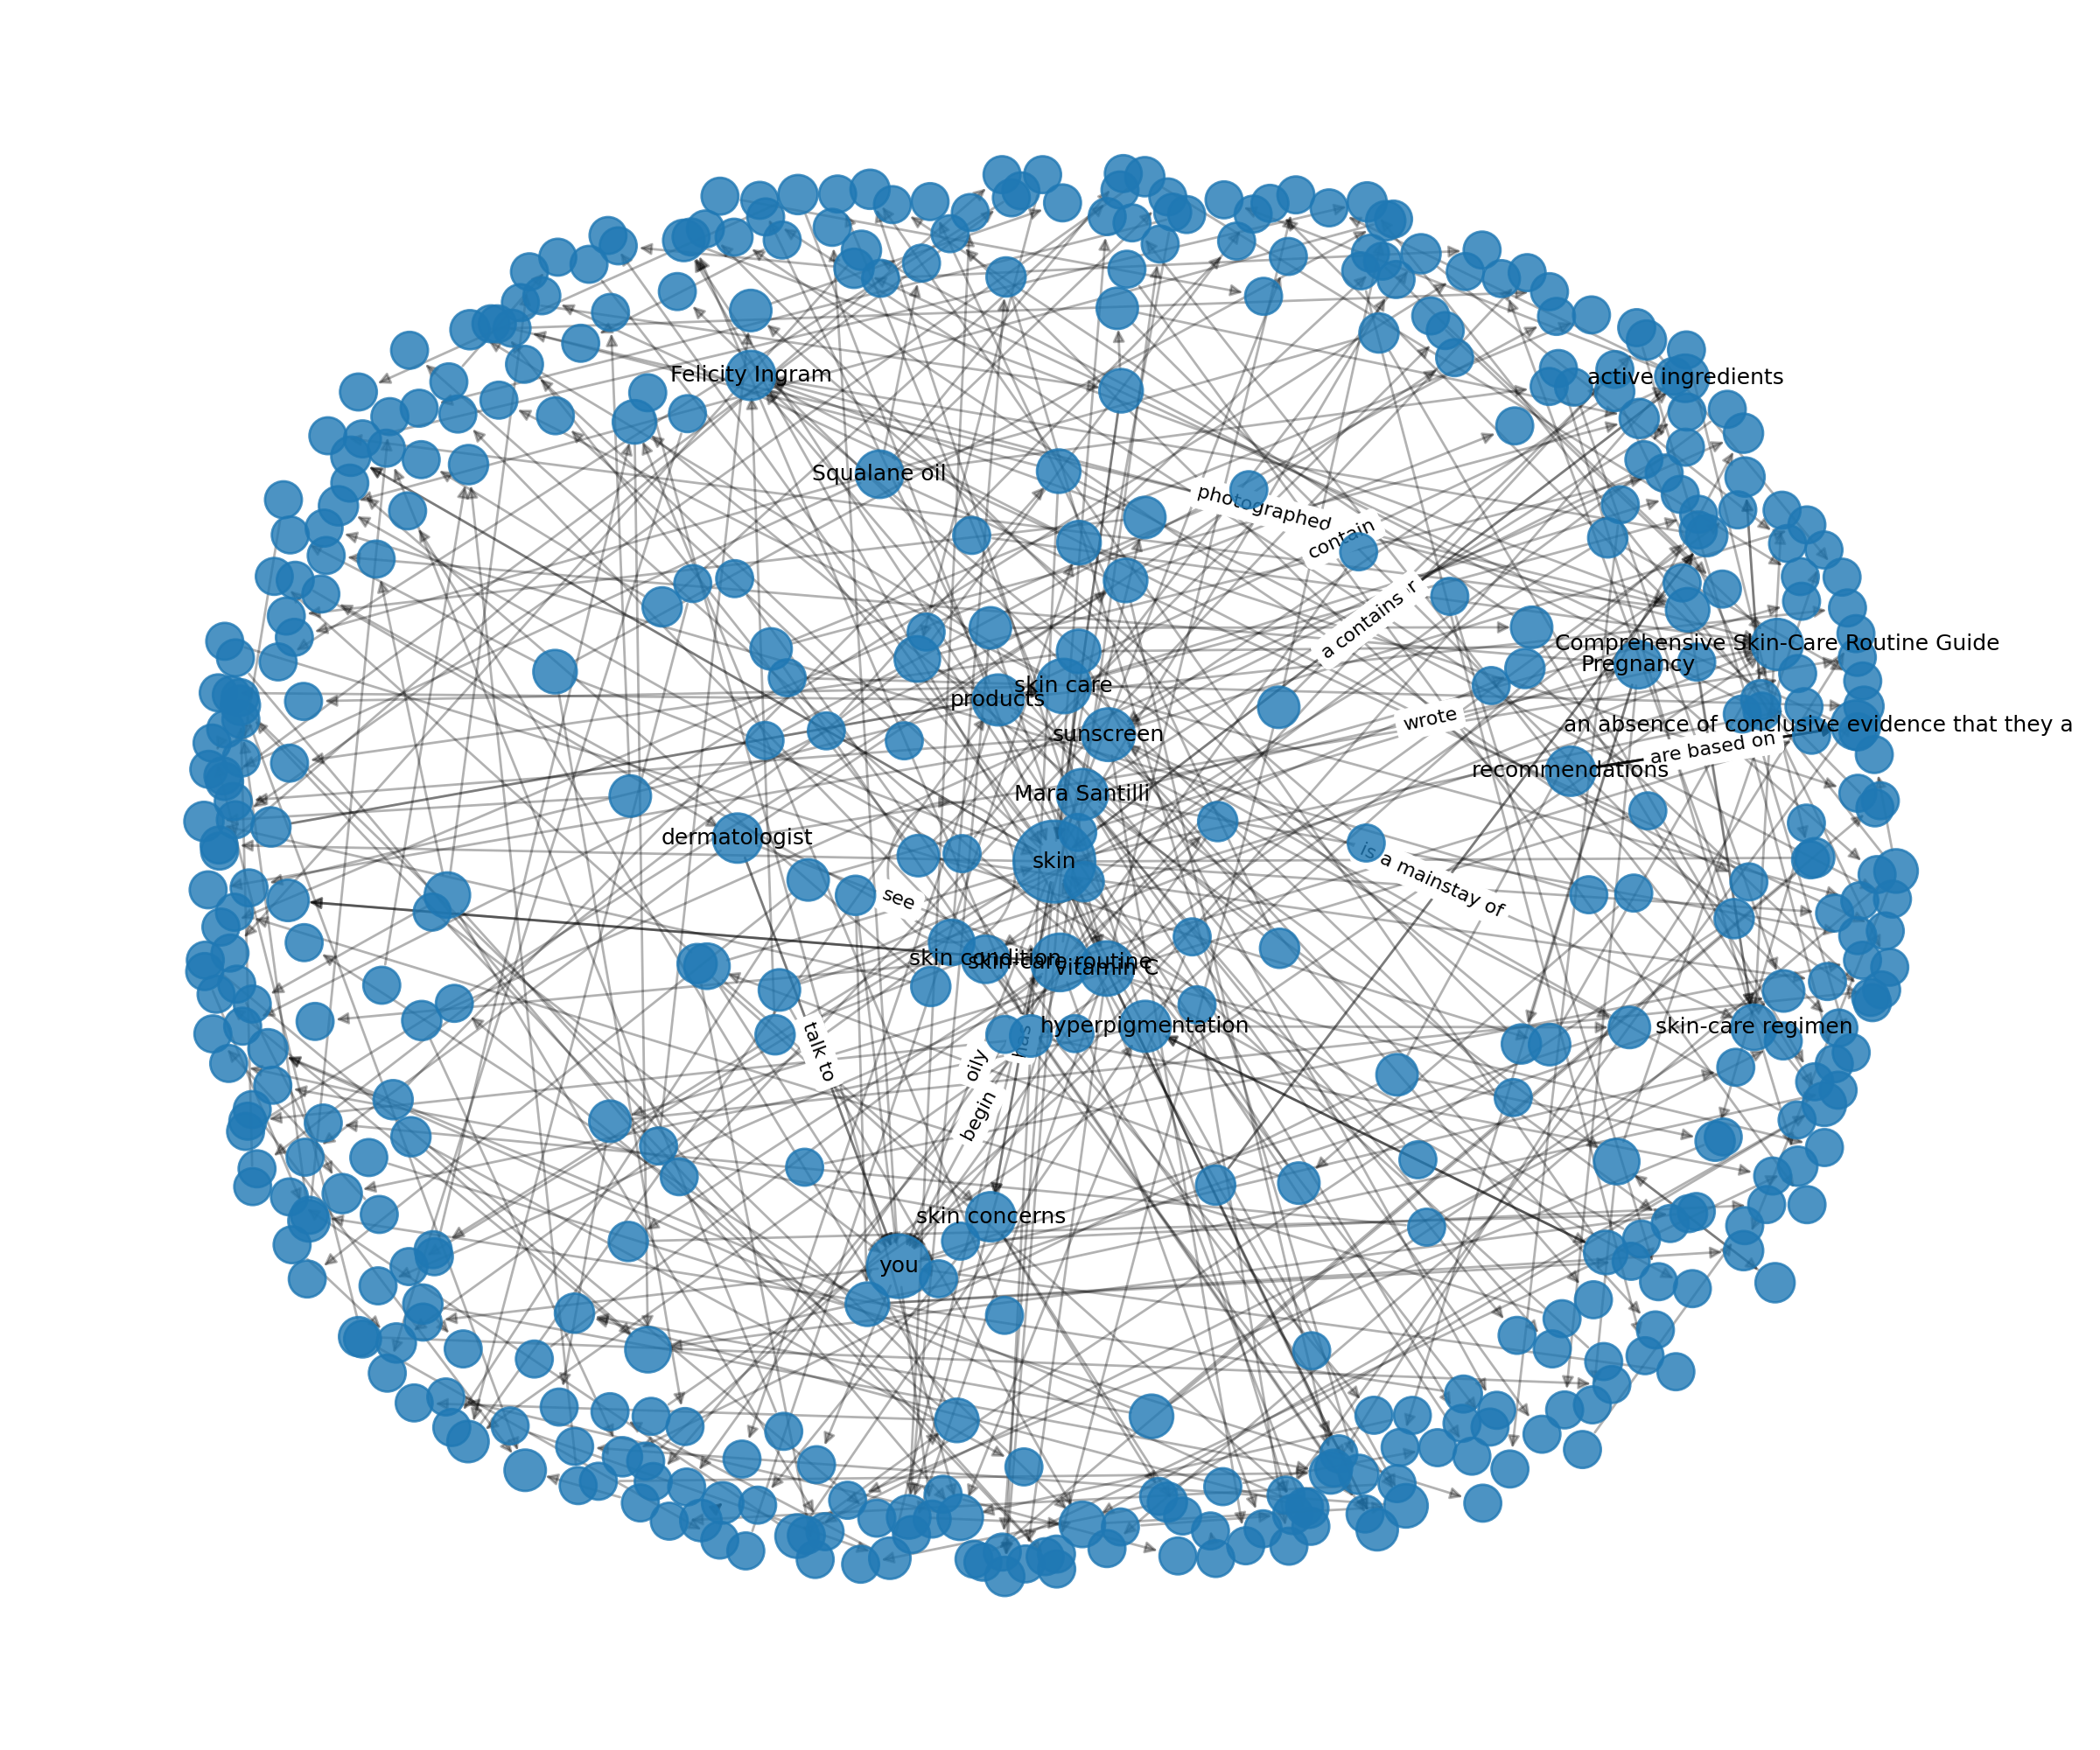 Felicity Ingram
active ingredients
Squalane oil
photographed
contain
a contains
Comprehensive Skin-Care Routine Guide
Pregnancy
skin care
products
wrote
an absence of conclusive evidence that they a
sunscreen
are based on
recommendations
Mara Santilli
dermatologist
skin
is a mainstay of
see
skin condition
skin-care routine
vitamin C
hyperpigmentation
skin-care regimen
has
talk to
oily
begin
skin concerns
you